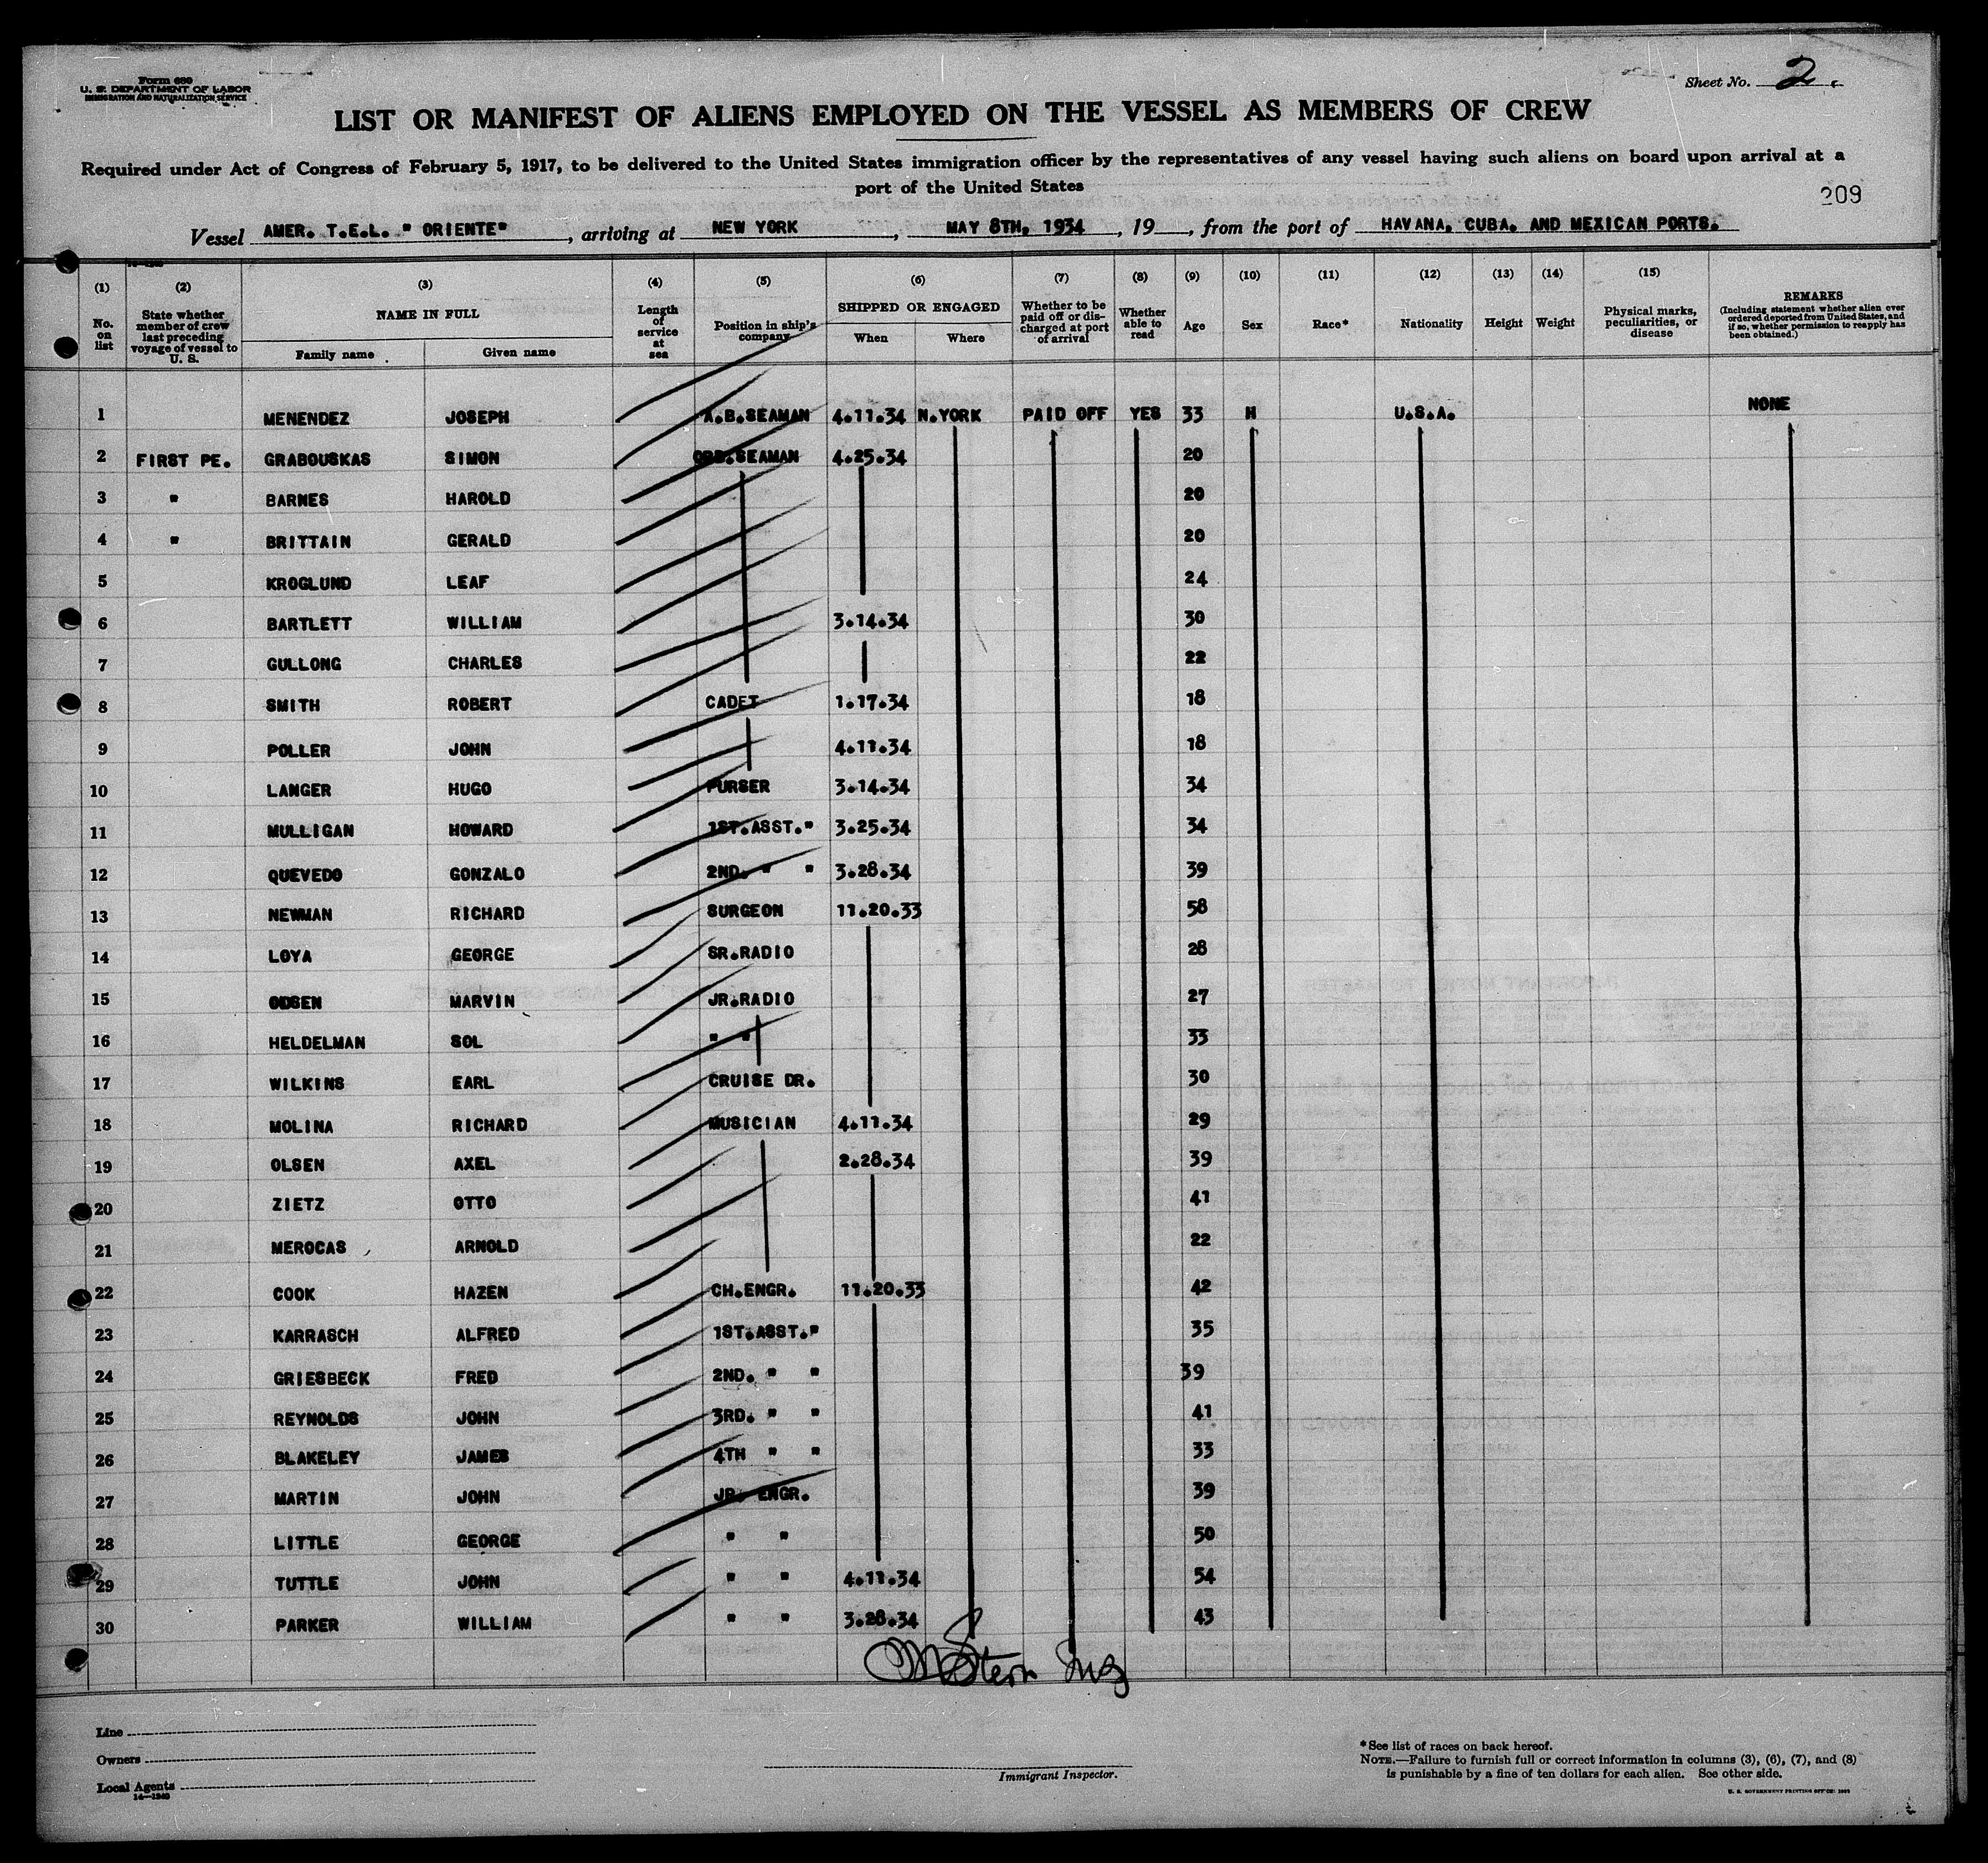 Form 680
U. S. DEPARTMENT OF LABOR
IMMIGRATION AND NATURALIZATION SERVICE
Sheet No. 2.
LIST OR MANIFEST OF ALIENS EMPLOYED ON THE VESSEL AS MEMBERS OF CREW
Required under Act of Congress of February 5, 1917, to be delivered to the United States immigration officer by the representatives of any vessel having such aliens on board upon arrival at a
port of the United States
209
Vessel AMER. T.E.L. " ORIENTE" , arriving at NEW YORK , MAY 8TH, 1934 , 19 , from the port of HAVANA, CUBA. AND MEXICAN PORTS.
(1) (2) (3) (4) (5) (6) (7) (8) (9) (10) (11) (12) (13) (14) (15)
No. on list
State whether member of crew last preceding voyage of vessel to U. S.
NAME IN FULL
Family name
Given name
Length of service at sea
Position in ship's company
SHIPPED OR ENGAGED
When
Where
Whether to be paid off or discharged at port of arrival
Whether able to read
Age
Sex
Race*
Nationality
Height
Weight
Physical marks, peculiarities, or disease
REMARKS
(Including statement whether alien ever ordered deported from United States, and if so, whether permission to reapply has been obtained.)
1 MENENDEZ JOSEPH A.B.SEAMAN 4.11.34 N.YORK PAID OFF YES 33 M U.S.A. NONE
2 FIRST PE. GRABOUSKAS SIMON ORD.SEAMAN 4.25.34 20
3 " BARNES HAROLD 20
4 " BRITTAIN GERALD 20
5 KROGLUND LEAF 24
6 BARTLETT WILLIAM 3.14.34 30
7 GULLONG CHARLES 22
8 SMITH ROBERT CADET 1.17.34 18
9 POLLER JOHN 4.11.34 18
10 LANGER HUGO PURSER 3.14.34 34
11 MULLIGAN HOWARD 1ST.ASST." 3.25.34 34
12 QUEVEDO GONZALO 2ND. " " 3.28.34 39
13 NEWMAN RICHARD SURGEON 11.20.33 58
14 LOYA GEORGE SR.RADIO 28
15 ODSEN MARVIN JR.RADIO 27
16 HELDELMAN SOL " " 33
17 WILKINS EARL CRUISE DR. 30
18 MOLINA RICHARD MUSICIAN 4.11.34 29
19 OLSEN AXEL 2.28.34 39
20 ZIETZ OTTO 41
21 MEROCAS , ARNOLD 22
22 COOK HAZEN CH.ENGR. 11.20.33 42
23 KARRASCH ALFRED 1ST.ASST." 35
24 GRIESBECK FRED 2ND. " " 39
25 REYNOLDS JOHN 3RD. " " 41
26 BLAKELEY JAMES 4TH " " 33
27 MARTIN JOHN JR. ENGR. 39
28 LITTLE GEORGE " " 50
29 TUTTLE JOHN " " 4.11.34 54
30 PARKER WILLIAM " " 3.28.34 43
Stern
Line
Owners
Local Agents
14—1240
Immigrant Inspector.
*See list of races on back hereof.
NOTE.—Failure to furnish full or correct information in columns (3), (6), (7), and (8)
is punishable by a fine of ten dollars for each alien. See other side.